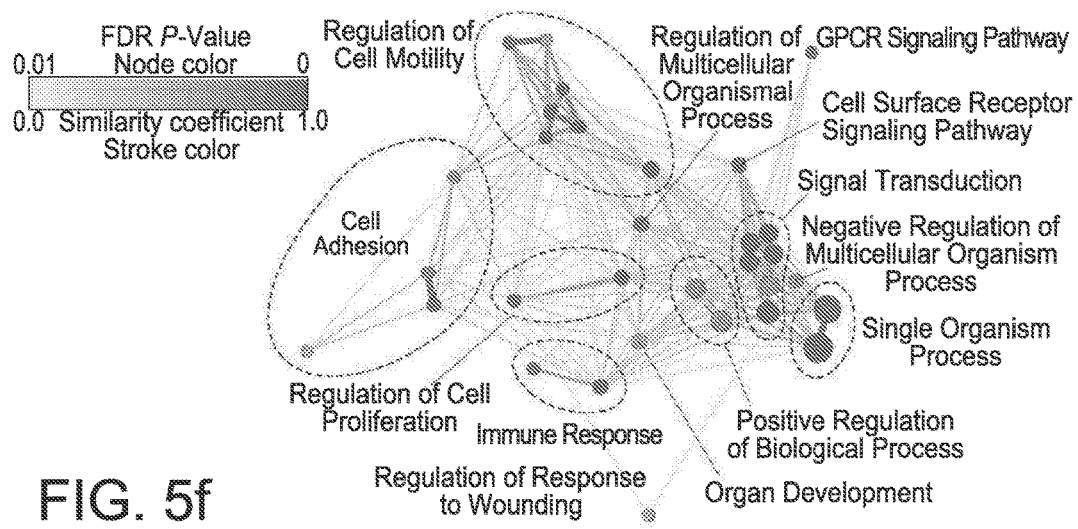 FDR P-Value
Node color
0.01
0
0.0
Similarity coefficient
1.0
Stroke color
Regulation of
Cell Motility
Regulation of
Multicellular
Organismal
Process
GPCR Signaling Pathway
Cell Surface Receptor
Signaling Pathway
Signal Transduction
Cell
Adhesion
Negative Regulation of
Multicellular Organism
Process
Single Organism
Process
Regulation of Cell
Proliferation
Immune Response
Positive Regulation
of Biological Process
Regulation of Response
to Wounding
Organ Development
FIG. 5f